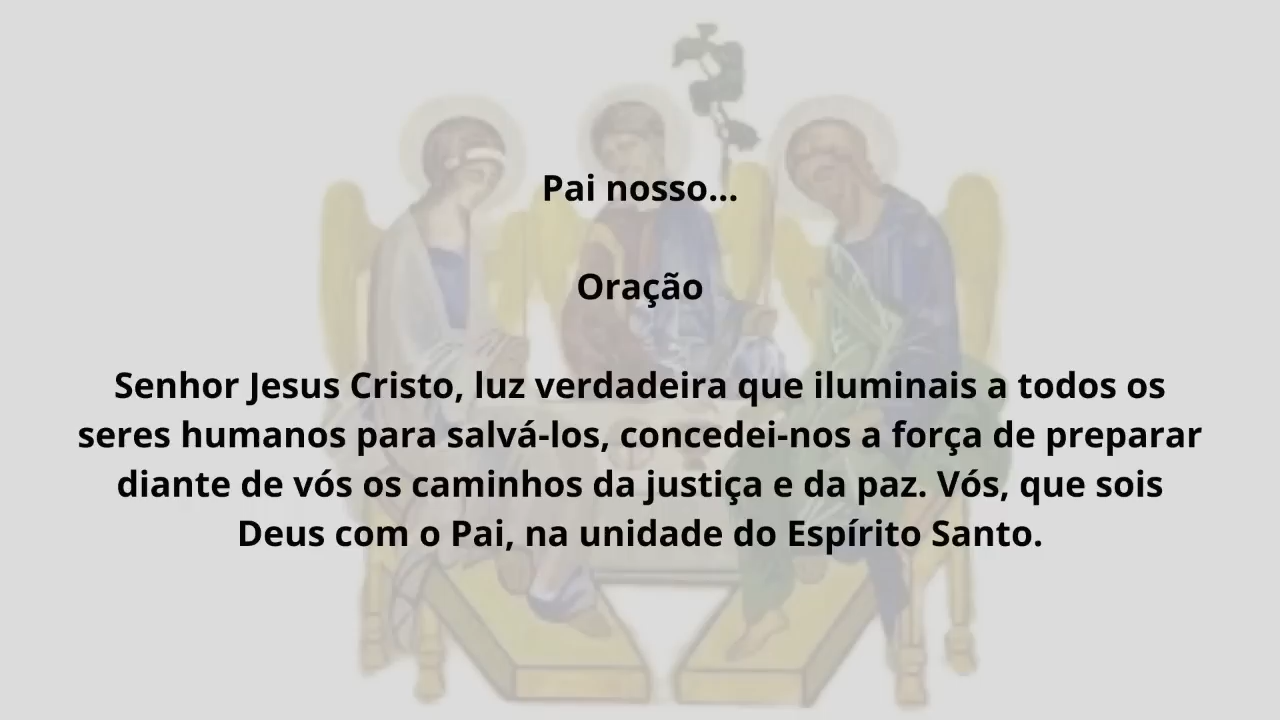 Pai nosso...
Oração
Senhor Jesus Cristo, luz verdadeira que iluminais a todos os
seres humanos para salvá-los, concedei-nos a força de preparar
diante de vós os caminhos da justiça e da paz. Vós, que sois
Deus com o Pai, na unidade do Espírito Santo.